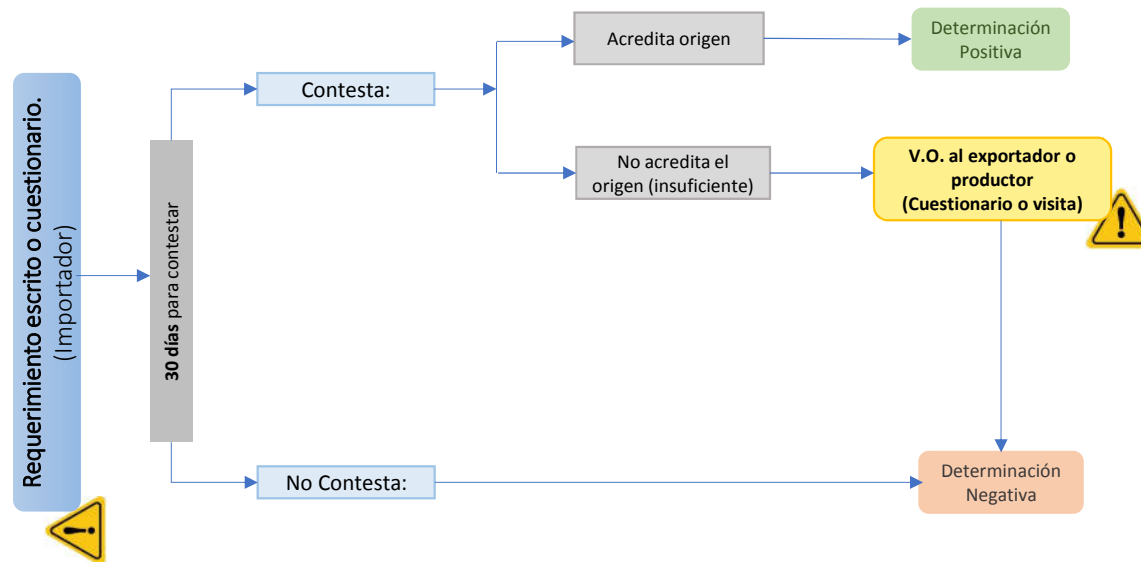 Requerimiento escrito o cuestionario.
(Importador)
30 días para contestar
Contesta:
Acredita origen
Determinación
Positiva
No acredita el
origen (insuficiente)
V.O. al exportador o
productor
(Cuestionario o visita)
No Contesta:
Determinación
Negativa